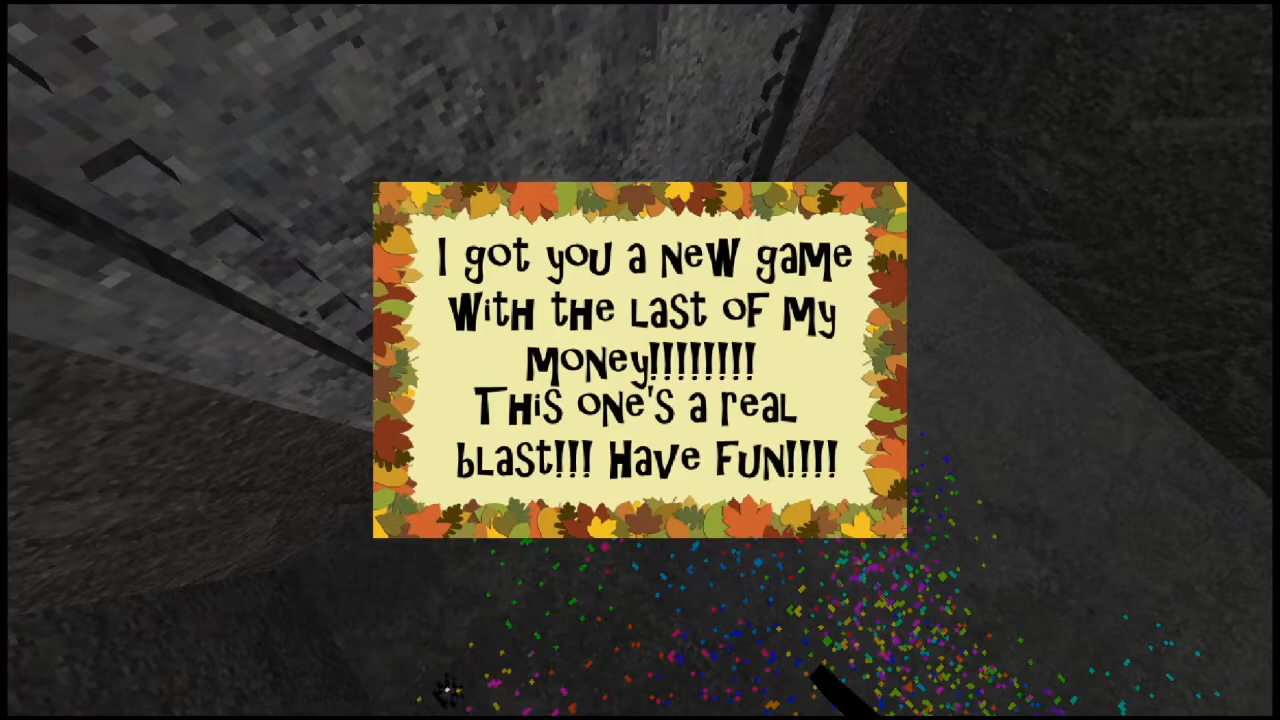 I got you a new game
with the last of my
money!!!!!!!!
This one's a real
blast!!! Have fun!!!!